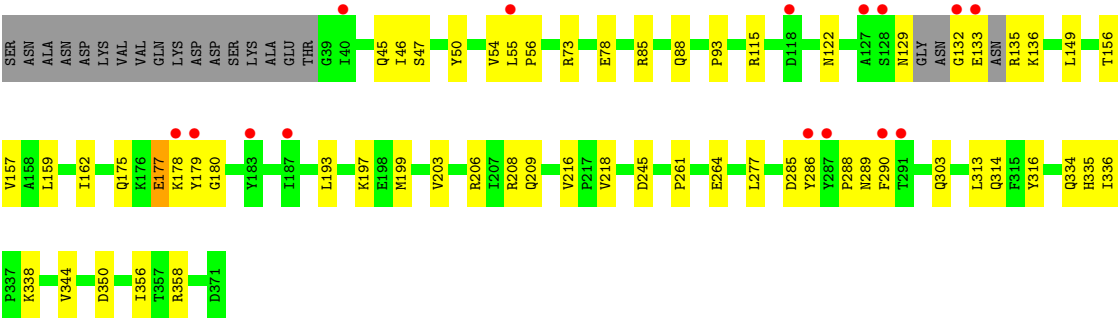 SER ASN ALA ALA ASN ASP LYS VAL VAL GLN LYS ASP ASP SER LYS ALA GLU THR G39 I40 Q45 I46 S47 Y50 V54 L55 P56 R73 E78 R85 Q88 P93 R115 D118 N122 A127 S128 N129 GLY ASN G132 E133 ASN R135 K136 L149 T156
V157 A158 L159 I162 Q175 K176 E177 K178 Y179 G180 Y183 I187 L193 K197 E198 M199 V203 R206 I207 R208 Q209 V216 P217 V218 D245 P261 E264 L277 D285 Y286 Y287 P288 N289 F290 T291 Q303 L313 Q314 F315 Y316 Q334 H335 I336
P337 K338 V344 D350 I356 T357 R358 D371